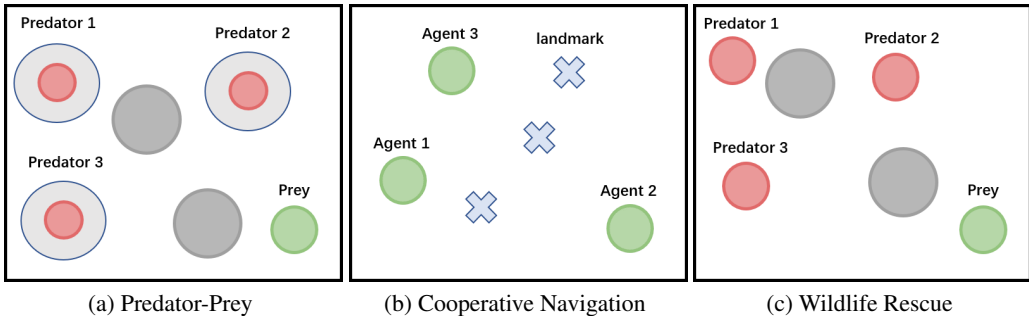 Predator 1
Predator 2
Predator 3
Prey
(a) Predator-Prey
Agent 3
landmark
Agent 1
Agent 2
(b) Cooperative Navigation
Predator 1
Predator 2
Predator 3
Prey
(c) Wildlife Rescue